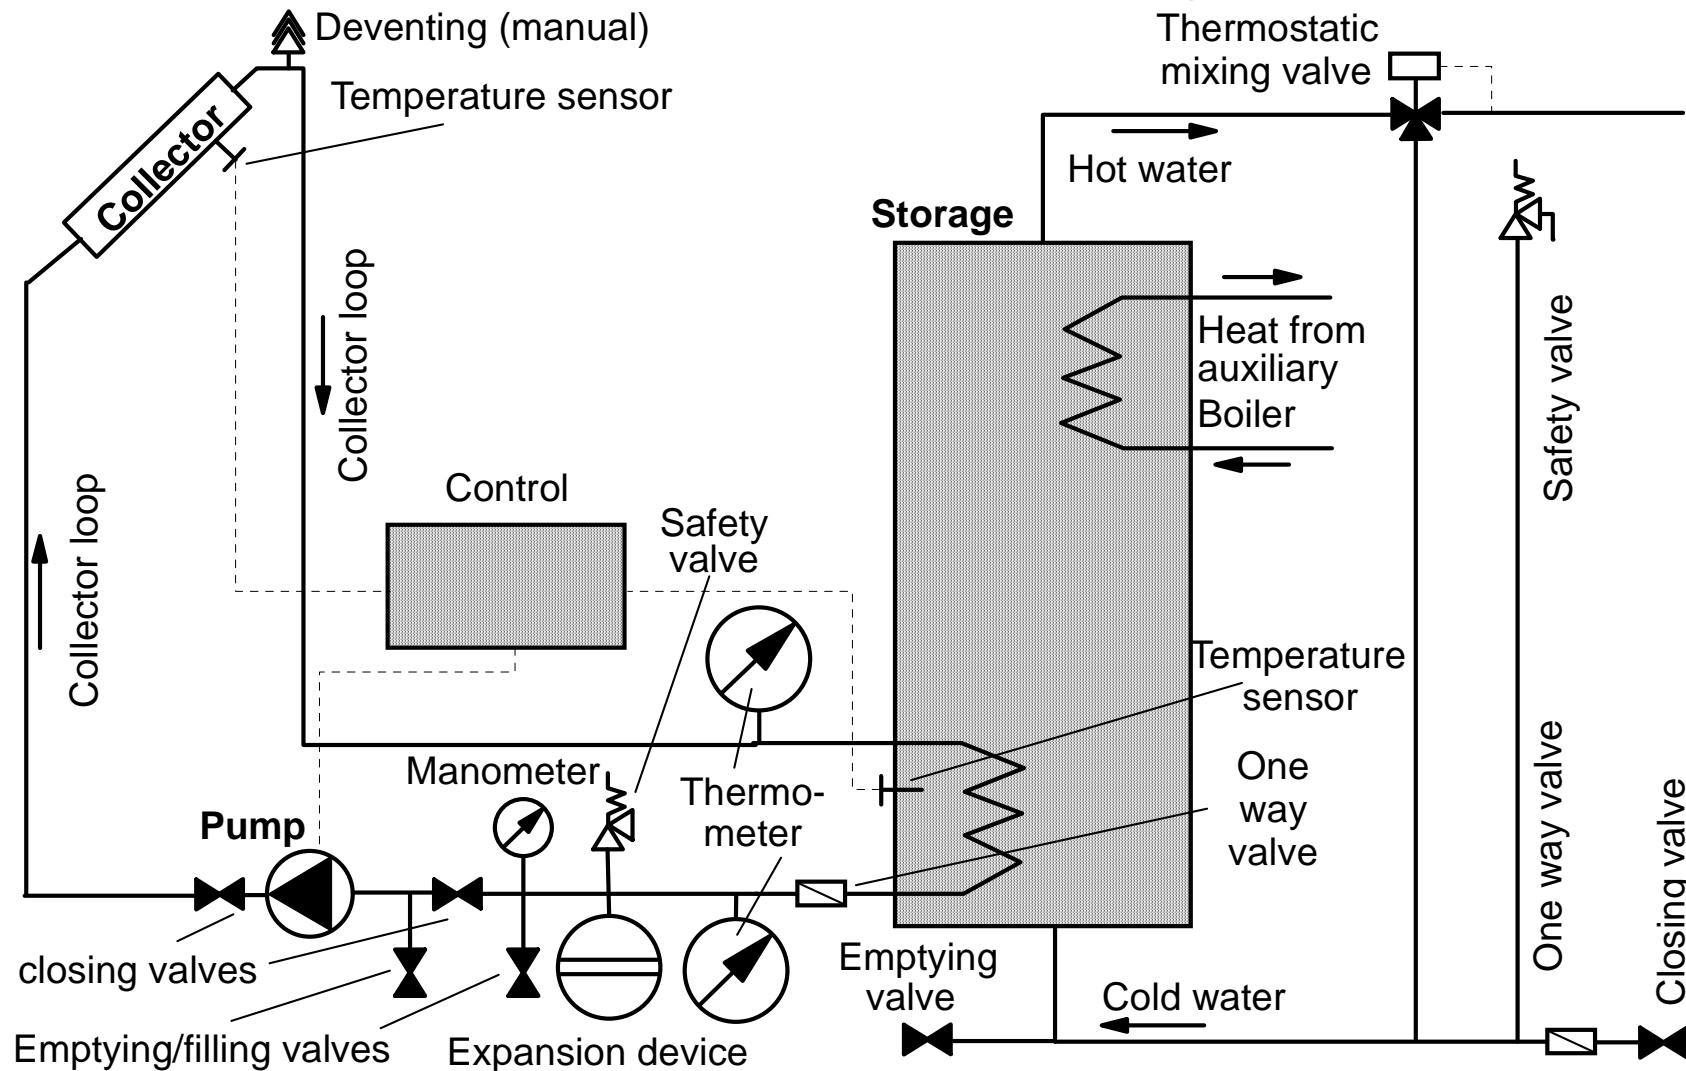 Deventing (manual)
Thermostatic
mixing valve
Temperature sensor
Collector
Hot water
Storage
Collector loop
Heat from
auxiliary
Boiler
Safety valve
Control
Collector loop
Safety
valve
Temperature
sensor
Manometer
Thermo-
meter
One
way
valve
Pump
One way valve
Closing valve
closing valves
Emptying
valve
Cold water
Emptying/filling valves
Expansion device